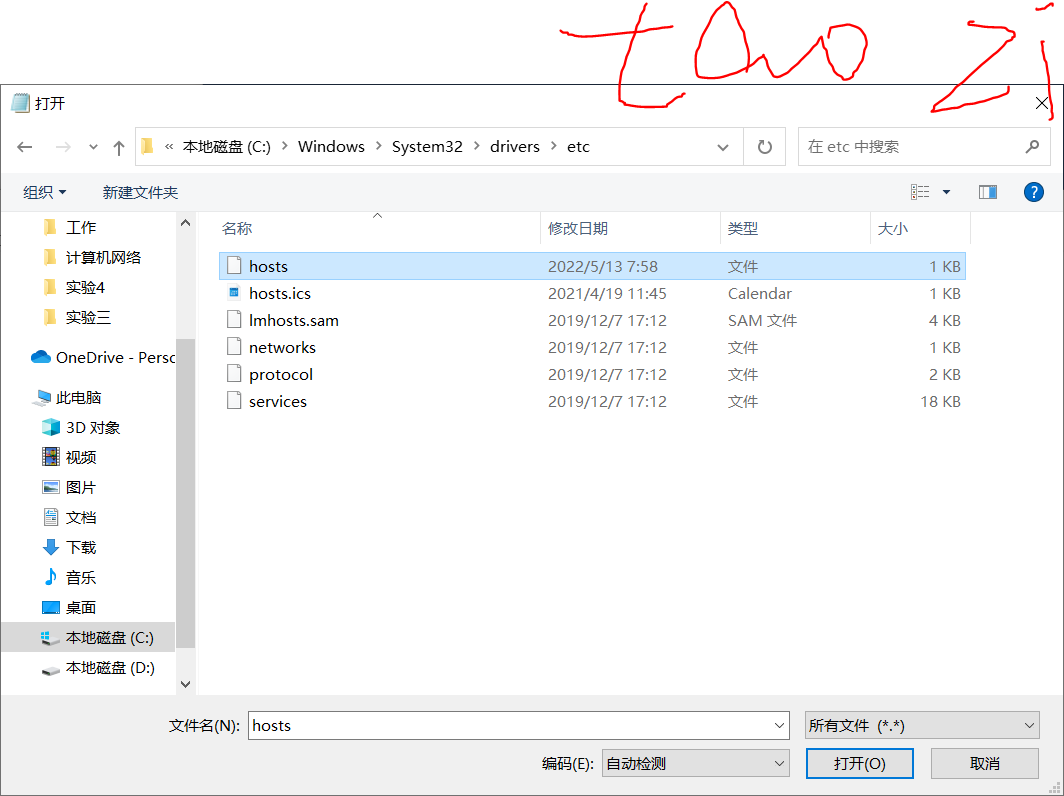 tao zi
打开
« 本地磁盘 (C:) > Windows > System32 > drivers > etc
在 etc 中搜索
组织
新建文件夹
工作
计算机网络
实验4
实验三
OneDrive - Persc
此电脑
3D 对象
视频
图片
文档
下载
音乐
桌面
本地磁盘 (C:)
本地磁盘 (D:)
名称 修改日期 类型 大小
hosts 2022/5/13 7:58 文件 1 KB
hosts.ics 2021/4/19 11:45 Calendar 1 KB
lmhosts.sam 2019/12/7 17:12 SAM 文件 4 KB
networks 2019/12/7 17:12 文件 1 KB
protocol 2019/12/7 17:12 文件 2 KB
services 2019/12/7 17:12 文件 18 KB
文件名(N): hosts 所有文件 (*.*)
编码(E): 自动检测 打开(O) 取消